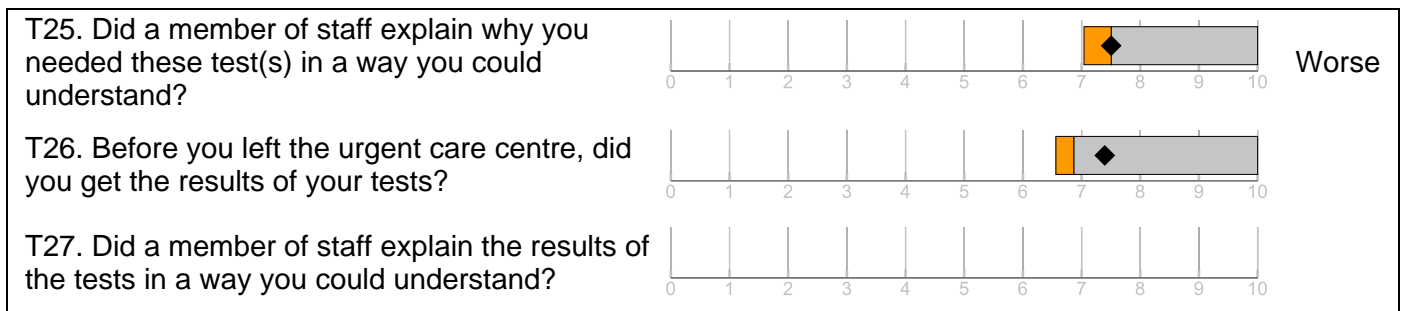 T25. Did a member of staff explain why you
needed these test(s) in a way you could
understand?
0 1 2 3 4 5 6 7 8 9 10
Worse
T26. Before you left the urgent care centre, did
you get the results of your tests?
0 1 2 3 4 5 6 7 8 9 10
T27. Did a member of staff explain the results of
the tests in a way you could understand?
0 1 2 3 4 5 6 7 8 9 10